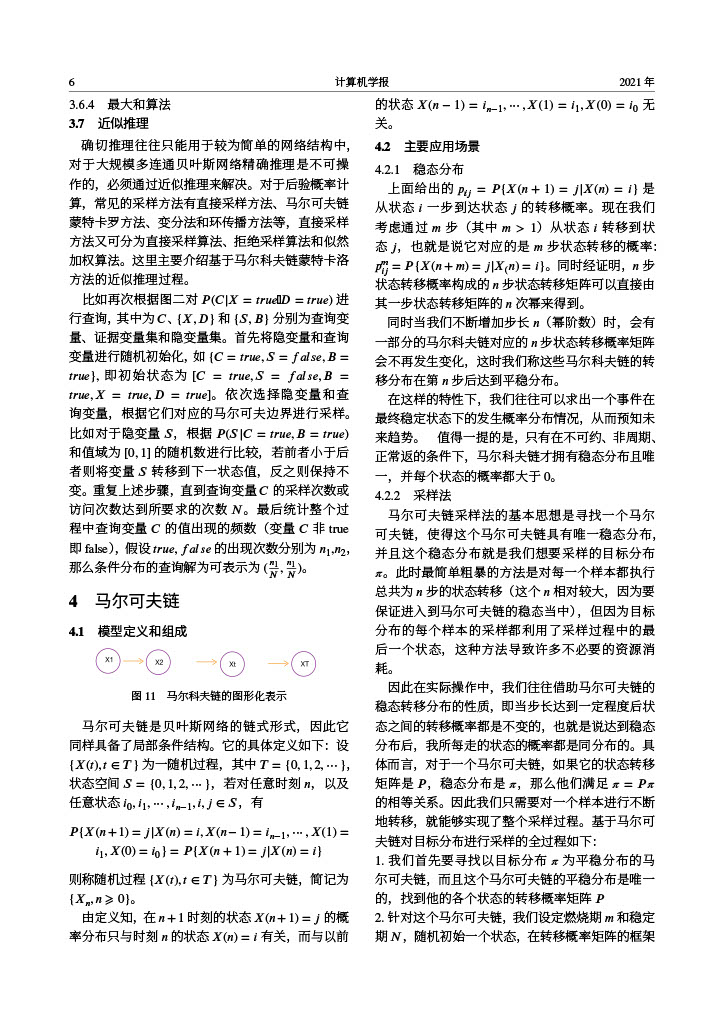 6 计算机学报 2021 年
3.6.4 最大和算法
3.7 近似推理
确切推理往往只能用于较为简单的网络结构中，
对于大规模多连通贝叶斯网络精确推理是不可操
作的，必须通过近似推理来解决。对于后验概率计
算，常见的采样方法有直接采样方法、马尔可夫链
蒙特卡罗方法、变分法和环传播方法等，直接采样
方法又可分为直接采样算法、拒绝采样算法和似然
加权算法。这里主要介绍基于马尔科夫链蒙特卡洛
方法的近似推理过程。
比如再次根据图二对 P(C|X = true,D = true) 进
行查询, 其中为 C、{X, D} 和 {S, B} 分别为查询变
量、证据变量集和隐变量集。首先将隐变量和查询
变量进行随机初始化, 如 {C = true, S = false, B =
true}, 即初始状态为 [C = true, S = false, B =
true, X = true, D = true]。依次选择隐变量和查
询变量，根据它们对应的马尔可夫边界进行采样。
比如对于隐变量 S，根据 P(S|C = true, B = true)
和值域为 [0, 1] 的随机数进行比较，若前者小于后
者则将变量 S 转移到下一状态值，反之则保持不
变。重复上述步骤，直到查询变量 C 的采样次数或
访问次数达到所要求的次数 N。最后统计整个过
程中查询变量 C 的值出现的频数（变量 C 非 true
即 false），假设 true, false 的出现次数分别为 n₁,n₂,
那么条件分布的查询解为可表示为 (n₁/N, n₁/N)。
4 马尔可夫链
4.1 模型定义和组成
X1 X2 Xt XT
图 11 马尔科夫链的图形化表示
马尔可夫链是贝叶斯网络的链式形式，因此它
同样具备了局部条件结构。它的具体定义如下：设
{X(t), t ∈ T} 为一随机过程，其中 T = {0, 1, 2, ⋯ }，
状态空间 S = {0, 1, 2, ⋯ }，若对任意时刻 n，以及
任意状态 i₀, i₁, ⋯ , iₙ₋₁, i, j ∈ S，有
P{X(n+1) = j|X(n) = i, X(n−1) = iₙ₋₁, ⋯ , X(1) =
i₁, X(0) = i₀} = P{X(n + 1) = j|X(n) = i}
则称随机过程 {X(t), t ∈ T} 为马尔可夫链，简记为
{Xₙ, n ⩾ 0}。
由定义知，在 n + 1 时刻的状态 X(n + 1) = j 的概
率分布只与时刻 n 的状态 X(n) = i 有关，而与以前
的状态 X(n − 1) = iₙ₋₁, ⋯ , X(1) = i₁, X(0) = i₀ 无
关。
4.2 主要应用场景
4.2.1 稳态分布
上面给出的 pᵢⱼ = P{X(n + 1) = j|X(n) = i} 是
从状态 i 一步到达状态 j 的转移概率。现在我们
考虑通过 m 步（其中 m > 1）从状态 i 转移到状
态 j，也就是说它对应的是 m 步状态转移的概率：
pᵢⱼᵐ = P{X(n + m) = j|X₍n) = i}。同时经证明，n 步
状态转移概率构成的 n 步状态转移矩阵可以直接由
其一步状态转移矩阵的 n 次幂来得到。
同时当我们不断增加步长 n（幂阶数）时，会有
一部分的马尔科夫链对应的 n 步状态转移概率矩阵
会不再发生变化，这时我们称这些马尔科夫链的转
移分布在第 n 步后达到平稳分布。
在这样的特性下，我们往往可以求出一个事件在
最终稳定状态下的发生概率分布情况，从而预知未
来趋势。 值得一提的是，只有在不可约、非周期、
正常返的条件下，马尔科夫链才拥有稳态分布且唯
一，并每个状态的概率都大于 0。
4.2.2 采样法
马尔可夫链采样法的基本思想是寻找一个马尔
可夫链，使得这个马尔可夫链具有唯一稳态分布，
并且这个稳态分布就是我们想要采样的目标分布
π。此时最简单粗暴的方法是对每一个样本都执行
总共为 n 步的状态转移（这个 n 相对较大，因为要
保证进入到马尔可夫链的稳态当中），但因为目标
分布的每个样本的采样都利用了采样过程中的最
后一个状态，这种方法导致许多不必要的资源消
耗。
因此在实际操作中，我们往往借助马尔可夫链的
稳态转移分布的性质，即当步长达到一定程度后状
态之间的转移概率都是不变的，也就是说达到稳态
分布后，我所每走的状态的概率都是同分布的。具
体而言，对于一个马尔可夫链，如果它的状态转移
矩阵是 P，稳态分布是 π，那么他们满足 π = Pπ
的相等关系。因此我们只需要对一个样本进行不断
地转移，就能够实现了整个采样过程。基于马尔可
夫链对目标分布进行采样的全过程如下：
1. 我们首先要寻找以目标分布 π 为平稳分布的马
尔可夫链，而且这个马尔可夫链的平稳分布是唯一
的，找到他的各个状态的转移概率矩阵 P
2. 针对这个马尔可夫链，我们设定燃烧期 m 和稳定
期 N，随机初始一个状态，在转移概率矩阵的框架